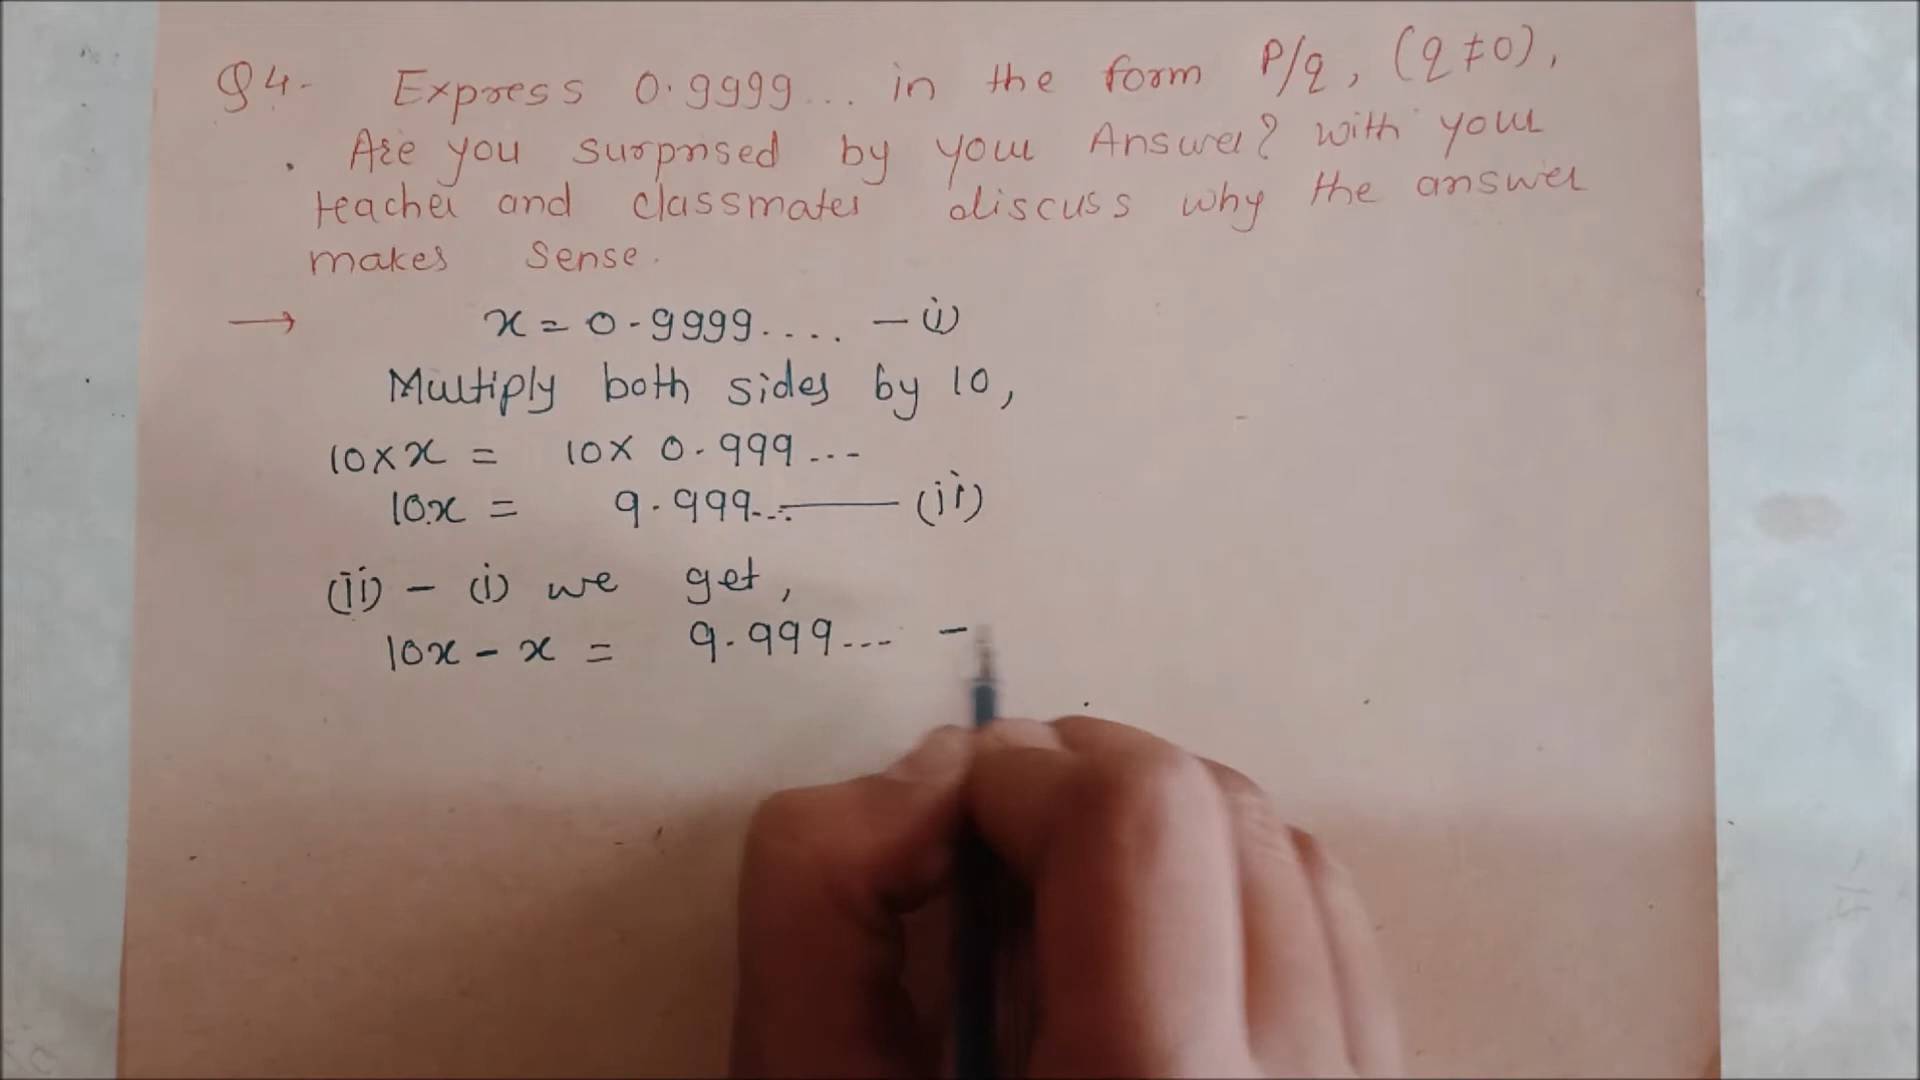 Q4- Express 0.9999... in the form P/q, (q≠0),
. Are you surprised by your Answer? with your
teacher and classmates discuss why the answer
makes sense.
→ x = 0.9999.... - (i)
Multiply both sides by 10,
10 × x = 10 × 0.999...
10x = 9.999... —— (ii)
(ii) - (i) we get,
10x - x = 9.999... -